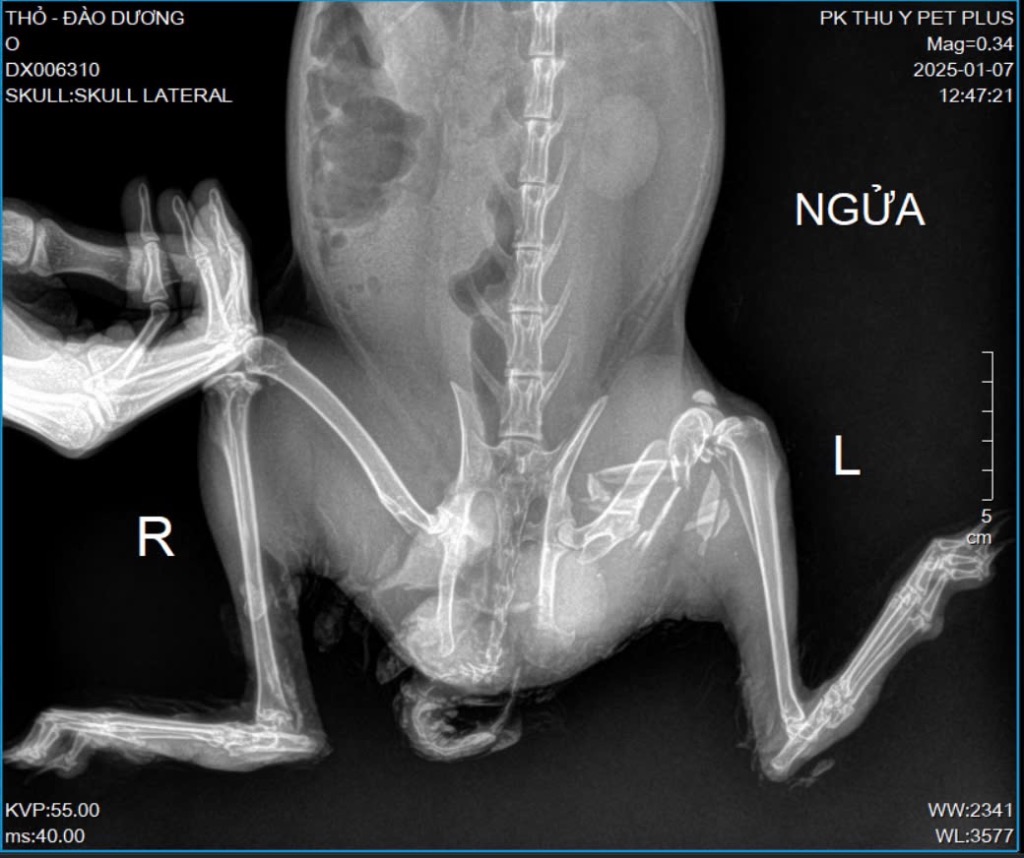 THỎ - ĐÀO DƯƠNG
O
DX006310
SKULL:SKULL LATERAL
PK THU Y PET PLUS
Mag=0.34
2025-01-07
12:47:21
NGỬA
L
R
5
cm
KVP:55.00
ms:40.00
WW:2341
WL:3577